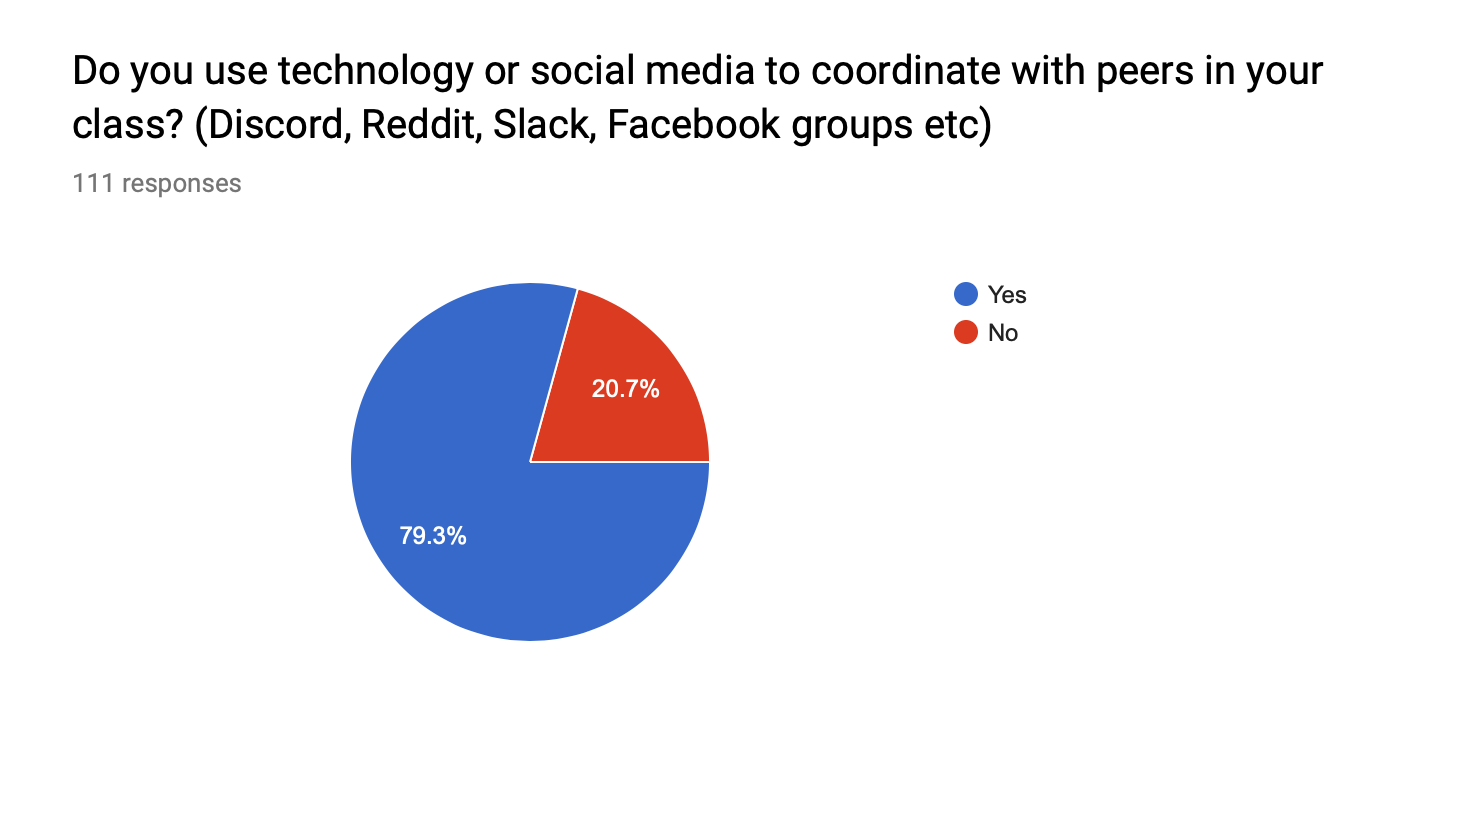 Do you use technology or social media to coordinate with peers in your
class? (Discord, Reddit, Slack, Facebook groups etc)
111 responses
Yes
No
20.7%
79.3%